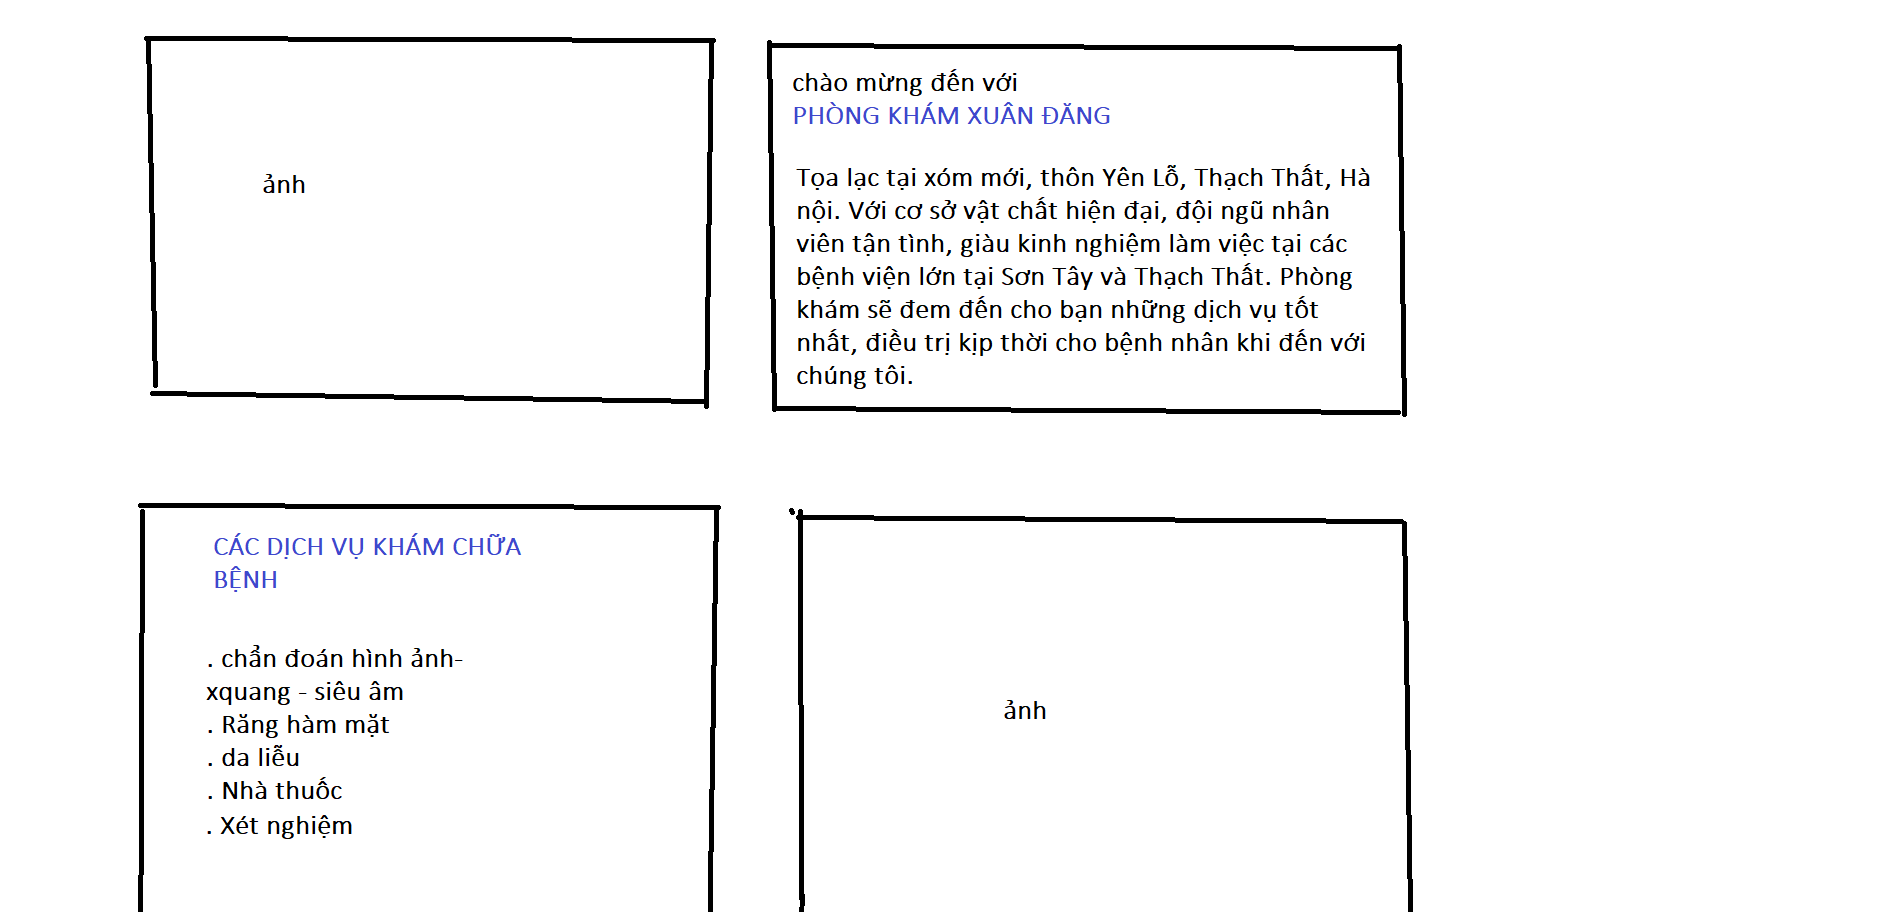 ảnh
chào mừng đến với
PHÒNG KHÁM XUÂN ĐĂNG
Tọa lạc tại xóm mới, thôn Yên Lỗ, Thạch Thất, Hà
nội. Với cơ sở vật chất hiện đại, đội ngũ nhân
viên tận tình, giàu kinh nghiệm làm việc tại các
bệnh viện lớn tại Sơn Tây và Thạch Thất. Phòng
khám sẽ đem đến cho bạn những dịch vụ tốt
nhất, điều trị kịp thời cho bệnh nhân khi đến với
chúng tôi.
CÁC DỊCH VỤ KHÁM CHỮA
BỆNH
. chẩn đoán hình ảnh-
xquang - siêu âm
. Răng hàm mặt
. da liễu
. Nhà thuốc
. Xét nghiệm
ảnh